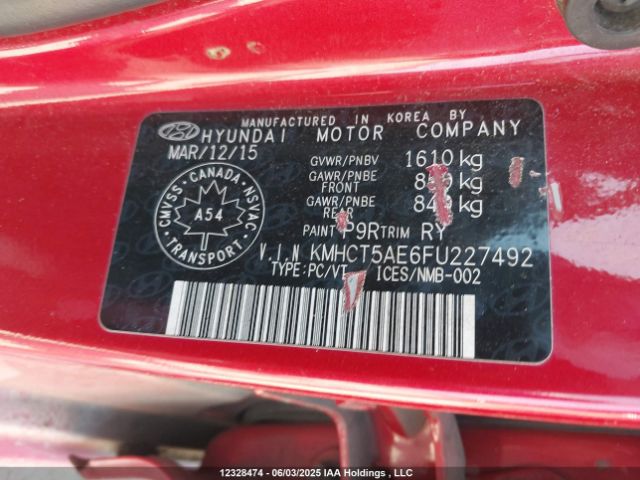 MANUFACTURED IN KOREA BY
HYUNDAI MOTOR COMPANY
MAR/12/15
GVWR/PNBV 1610 kg
GAWR/PNBE FRONT kg
GAWR/PNBE REAR kg
CANADA
CMVSS NSVAC
A54
PAINT P9R TRIM RY
V.I.N KMHCT5AE6FU227492
TYPE:PC/VT ICES/NMB-002
12328474 - 06/03/2025 IAA Holdings , LLC